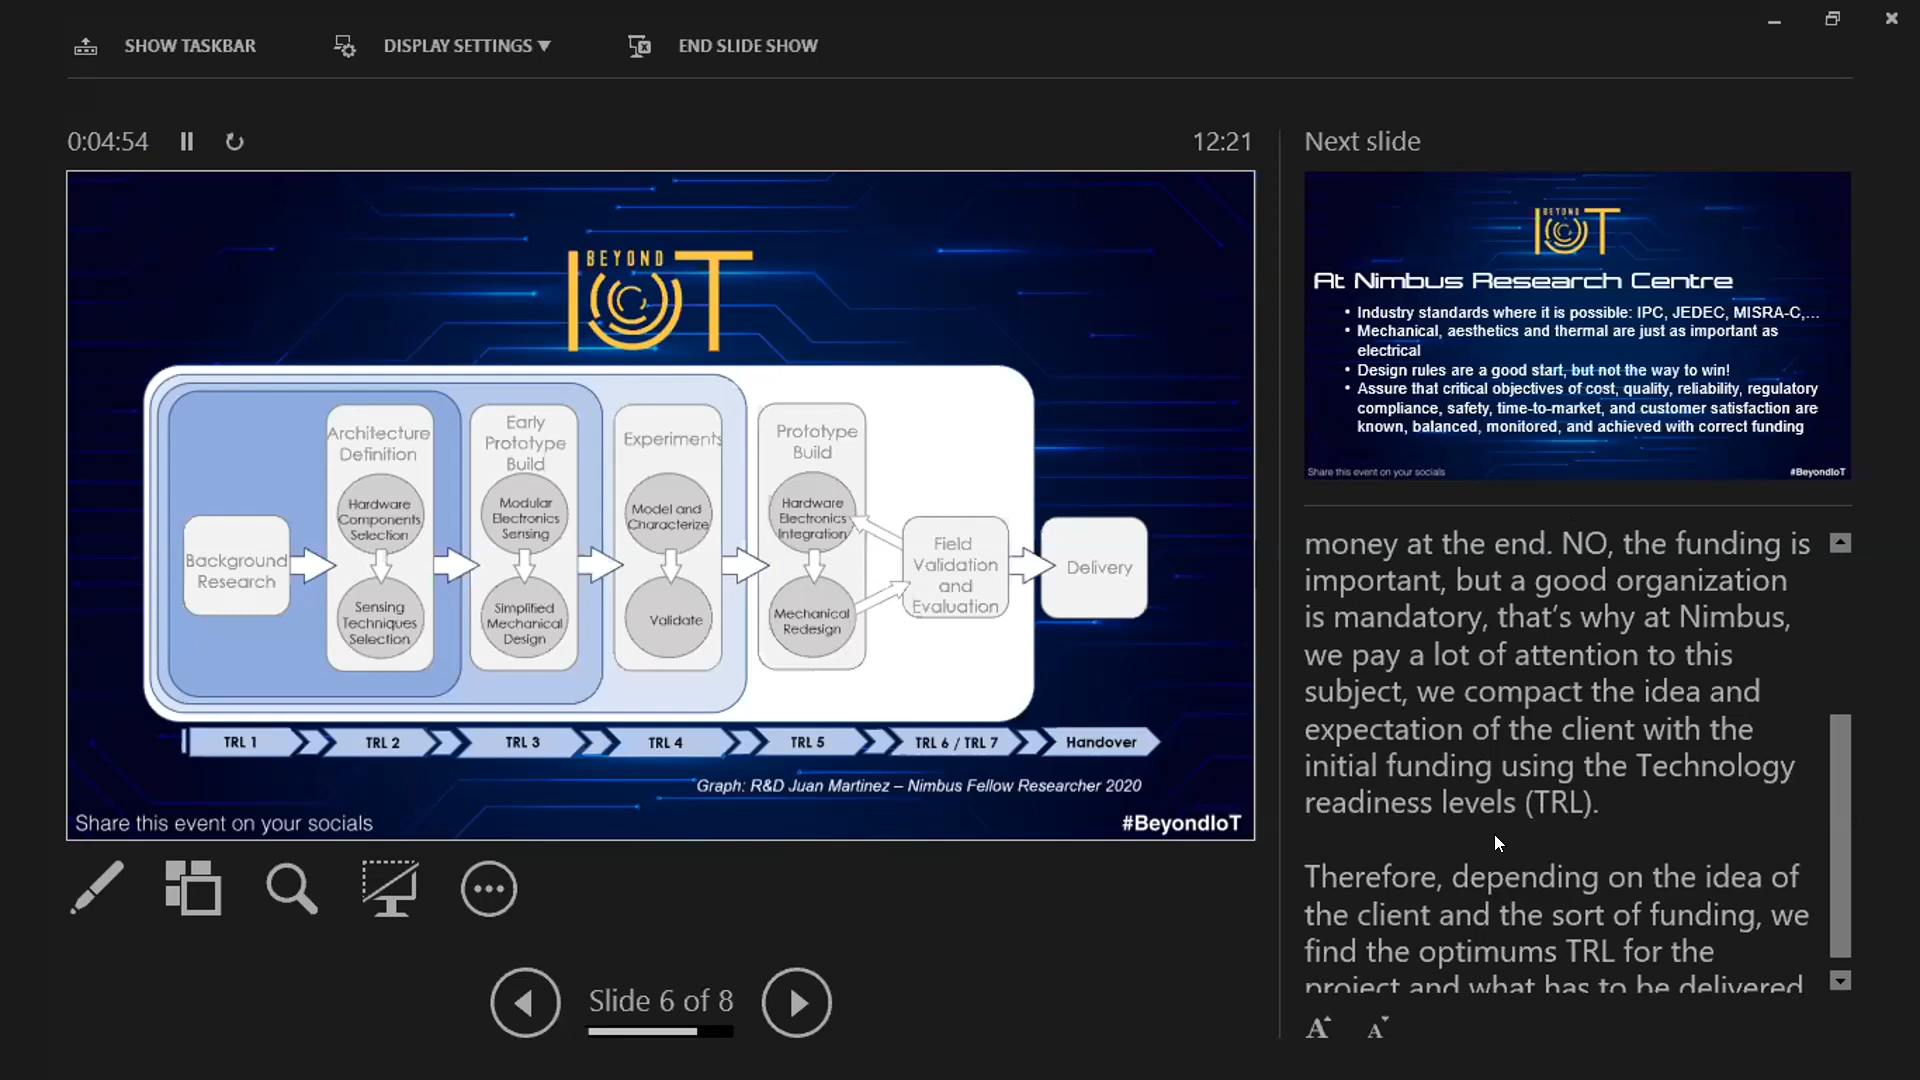 SHOW TASKBAR
DISPLAY SETTINGS ▼
END SLIDE SHOW
0:04:54
12:21
Next slide
BEYOND
IOT
Architecture
Definition
Hardware
Components
Selection
Sensing
Techniques
Selection
Early
Prototype
Build
Modular
Electronics
Sensing
Simplified
Mechanical
Design
Experiments
Model and
Characterize
Validate
Prototype
Build
Hardware
Electronics
Integration
Mechanical
Redesign
Background
Research
Field
Validation
and
Evaluation
Delivery
TRL 1
TRL 2
TRL 3
TRL 4
TRL 5
TRL 6 / TRL 7
Handover
Graph: R&D Juan Martinez – Nimbus Fellow Researcher 2020
Share this event on your socials
#BeyondIoT
BEYOND
IOT
At Nimbus Research Centre
• Industry standards where it is possible: IPC, JEDEC, MISRA-C,...
• Mechanical, aesthetics and thermal are just as important as
electrical
• Design rules are a good start, but not the way to win!
• Assure that critical objectives of cost, quality, reliability, regulatory
compliance, safety, time-to-market, and customer satisfaction are
known, balanced, monitored, and achieved with correct funding
Share this event on your socials
#BeyondIoT
money at the end. NO, the funding is
important, but a good organization
is mandatory, that's why at Nimbus,
we pay a lot of attention to this
subject, we compact the idea and
expectation of the client with the
initial funding using the Technology
readiness levels (TRL).
Therefore, depending on the idea of
the client and the sort of funding, we
find the optimums TRL for the
project and what has to be delivered
Slide 6 of 8
A
A